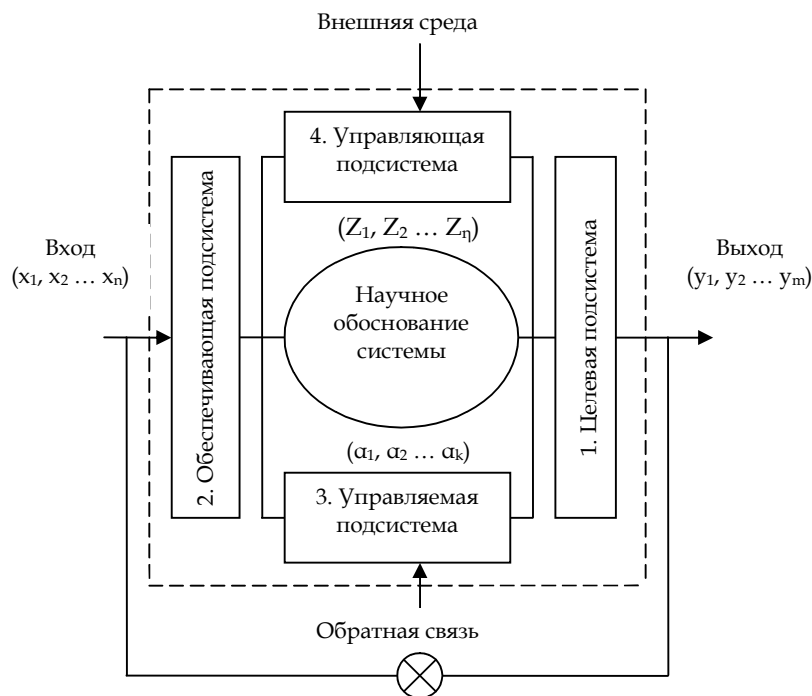 Внешняя среда
4. Управляющая
подсистема
(Z₁, Z₂ … Zη)
Вход
(x₁, x₂ … xₙ)
2. Обеспечивающая подсистема
Научное
обоснование
системы
1. Целевая подсистема
Выход
(y₁, y₂ … yₘ)
(α₁, α₂ … αₖ)
3. Управляемая
подсистема
Обратная связь